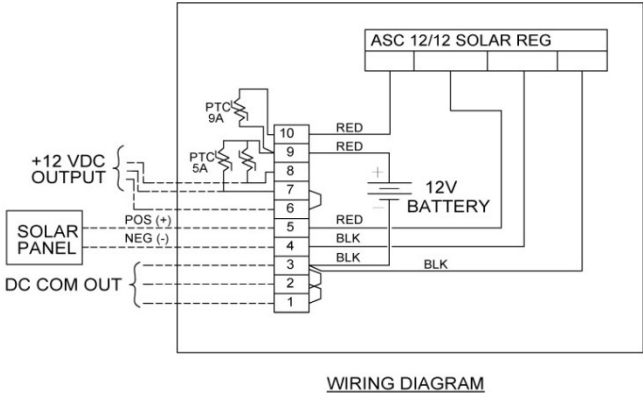 ASC 12/12 SOLAR REG
PTC
9A
10
RED
9
RED
PTC
5A
8
+12 VDC
OUTPUT
7
6
+
12V
BATTERY
-
SOLAR
PANEL
POS (+)
5
RED
NEG (-)
4
BLK
3
BLK
BLK
DC COM OUT
2
1
WIRING DIAGRAM